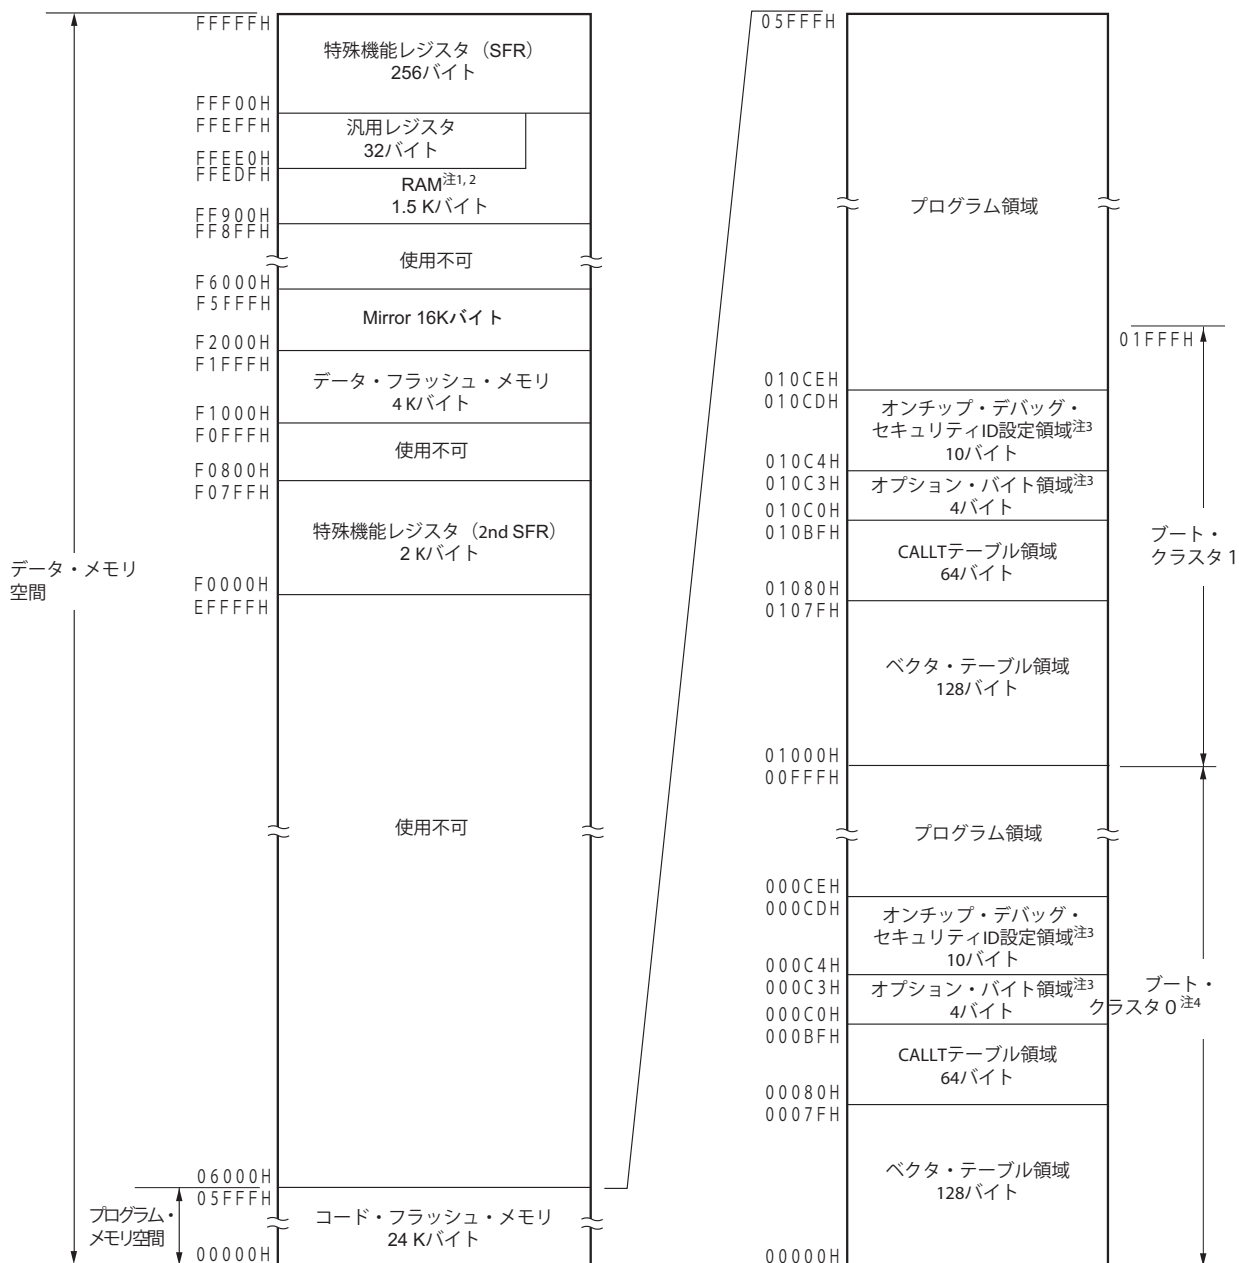 データ・メモリ
空間
プログラム・
メモリ空間
FFFFFH
特殊機能レジスタ（SFR）
256バイト
FFF00H
FFEFFH
汎用レジスタ
32バイト
FFEE0H
FFEDFH
RAM注1, 2
1.5 Kバイト
FF900H
FF8FFH
使用不可
F6000H
F5FFFH
Mirror 16Kバイト
F2000H
F1FFFH
データ・フラッシュ・メモリ
4 Kバイト
F1000H
F0FFFH
使用不可
F0800H
F07FFH
特殊機能レジスタ（2nd SFR）
2 Kバイト
F0000H
EFFFFH
使用不可
06000H
05FFFH
コード・フラッシュ・メモリ
24 Kバイト
00000H
05FFFH
プログラム領域
01FFFH
010CEH
010CDH
オンチップ・デバッグ・
セキュリティID設定領域注3
10バイト
010C4H
010C3H
オプション・バイト領域注3
4バイト
010C0H
010BFH
CALLTテーブル領域
64バイト
01080H
0107FH
ベクタ・テーブル領域
128バイト
01000H
00FFFH
ブート・
クラスタ1
プログラム領域
000CEH
000CDH
オンチップ・デバッグ・
セキュリティID設定領域注3
10バイト
000C4H
000C3H
オプション・バイト領域注3
4バイト
000C0H
000BFH
CALLTテーブル領域
64バイト
00080H
0007FH
ベクタ・テーブル領域
128バイト
00000H
ブート・
クラスタ0注4